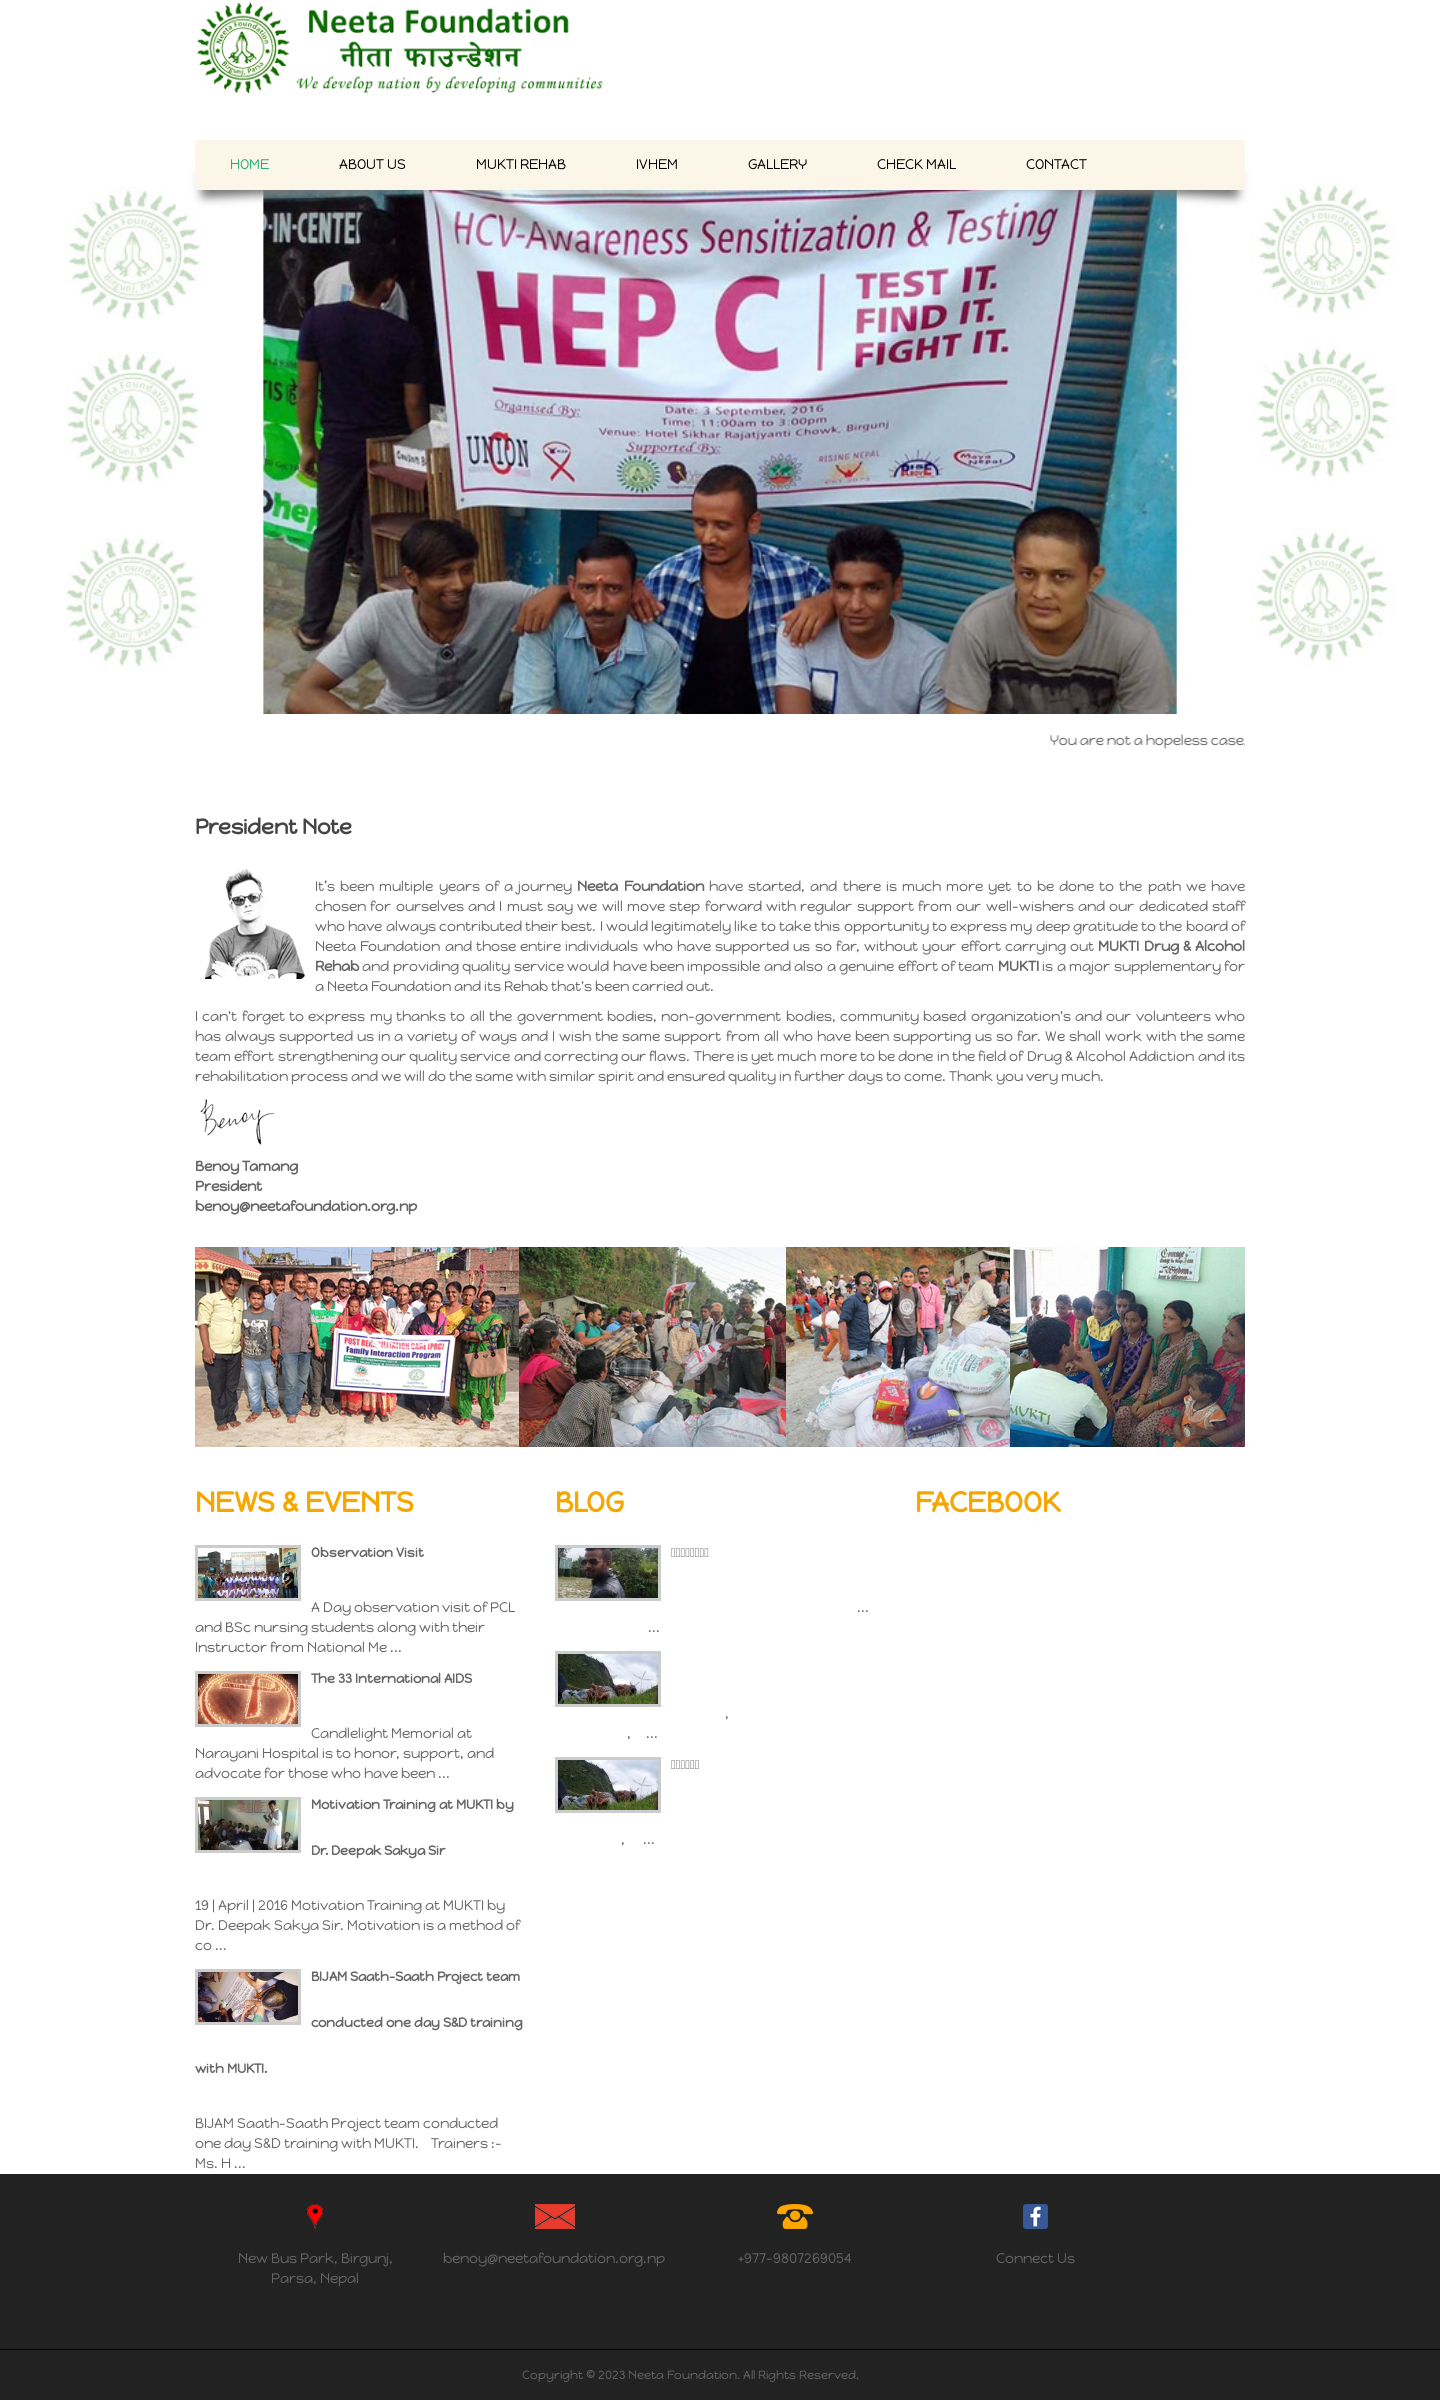 Neeta Foundation
नीता फाउन्डेशन
We develop nation by developing communities
Birgunj, Parsa
HOME ABOUT US MUKTI REHAB IVHEM GALLERY CHECK MAIL CONTACT
P-IN-CENTE
HCV-Awareness Sensitization & Testing
HEP C
TEST IT.
FIND IT.
FIGHT IT.
Organised By:
Date: 3 September, 2016
Time: 11:00am to 3:00pm
Venue: Hotel Sikhar Rajatjyanti Chowk, Birgunj
Supported By:
UNION
RISING NEPAL
RISE
Maya Nepal
You are not a hopeless case.
President Note
It's been multiple years of a journey Neeta Foundation have started, and there is much more yet to be done to the path we have
chosen for ourselves and I must say we will move step forward with regular support from our well-wishers and our dedicated staff
who have always contributed their best. I would legitimately like to take this opportunity to express my deep gratitude to the board of
Neeta Foundation and those entire individuals who have supported us so far, without your effort carrying out MUKTI Drug & Alcohol
Rehab and providing quality service would have been impossible and also a genuine effort of team MUKTI is a major supplementary for
a Neeta Foundation and its Rehab that's been carried out.
I can't forget to express my thanks to all the government bodies, non-government bodies, community based organization's and our volunteers who
has always supported us in a variety of ways and I wish the same support from all who have been supporting us so far. We shall work with the same
team effort strengthening our quality service and correcting our flaws. There is yet much more to be done in the field of Drug & Alcohol Addiction and its
rehabilitation process and we will do the same with similar spirit and ensured quality in further days to come. Thank you very much.
Benoy
Benoy Tamang
President
benoy@neetafoundation.org.np
Family Interaction Program
MUKTI
NEWS & EVENTS
Observation Visit
A Day observation visit of PCL
and BSc nursing students along with their
Instructor from National Me ...
The 33 International AIDS
Candlelight Memorial at
Narayani Hospital is to honor, support, and
advocate for those who have been ...
Motivation Training at MUKTI by
Dr. Deepak Sakya Sir
19 | April | 2016 Motivation Training at MUKTI by
Dr. Deepak Sakya Sir. Motivation is a method of
co ...
BIJAM Saath-Saath Project team
conducted one day S&D training
with MUKTI.
BIJAM Saath-Saath Project team conducted
one day S&D training with MUKTI. Trainers :-
Ms. H ...
BLOG
...
...
,
, ...
, ...
FACEBOOK
New Bus Park, Birgunj,
Parsa, Nepal
benoy@neetafoundation.org.np
+977-9807269054
Connect Us
Copyright © 2023 Neeta Foundation. All Rights Reserved.